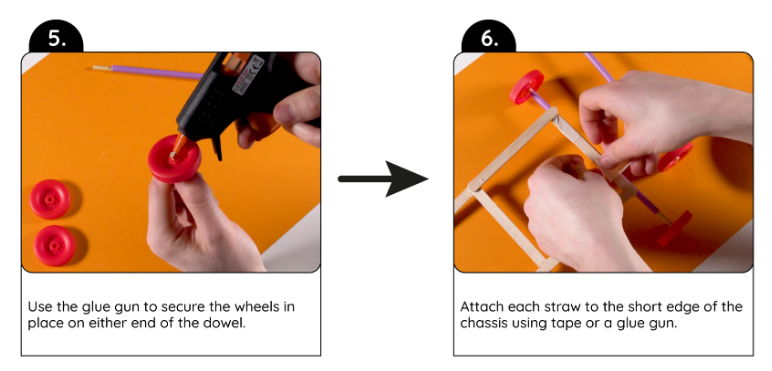 5.
Use the glue gun to secure the wheels in
place on either end of the dowel.
6.
Attach each straw to the short edge of the
chassis using tape or a glue gun.